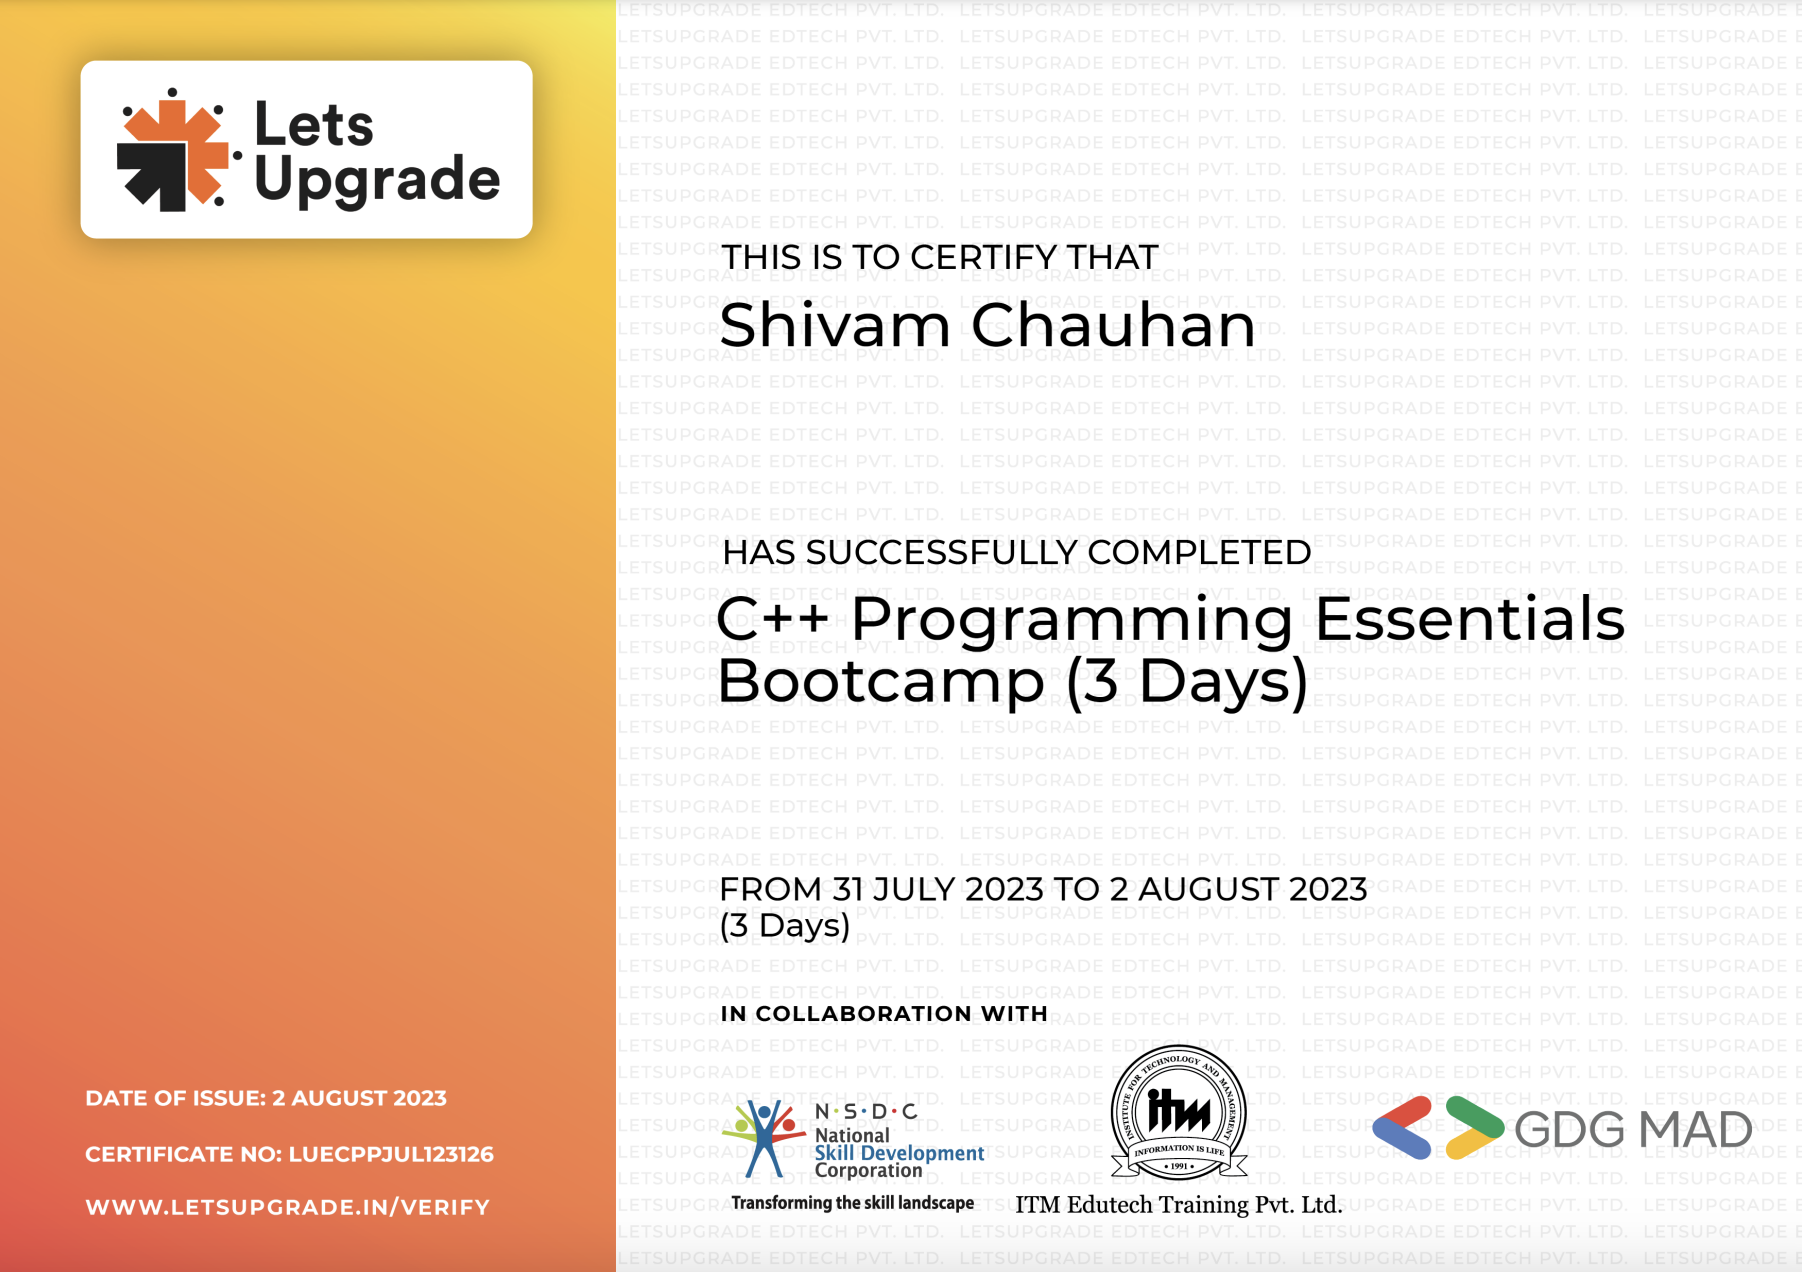 Lets
Upgrade
THIS IS TO CERTIFY THAT
Shivam Chauhan
HAS SUCCESSFULLY COMPLETED
C++ Programming Essentials
Bootcamp (3 Days)
FROM 31 JULY 2023 TO 2 AUGUST 2023
(3 Days)
IN COLLABORATION WITH
N·S·D·C
National
Skill Development
Corporation
Transforming the skill landscape
INSTITUTE FOR TECHNOLOGY AND MANAGEMENT
itm
INFORMATION IS LIFE
• 1991 •
ITM Edutech Training Pvt. Ltd.
GDG MAD
DATE OF ISSUE: 2 AUGUST 2023
CERTIFICATE NO: LUECPPJUL123126
WWW.LETSUPGRADE.IN/VERIFY
LETSUPGRADE EDTECH PVT. LTD.